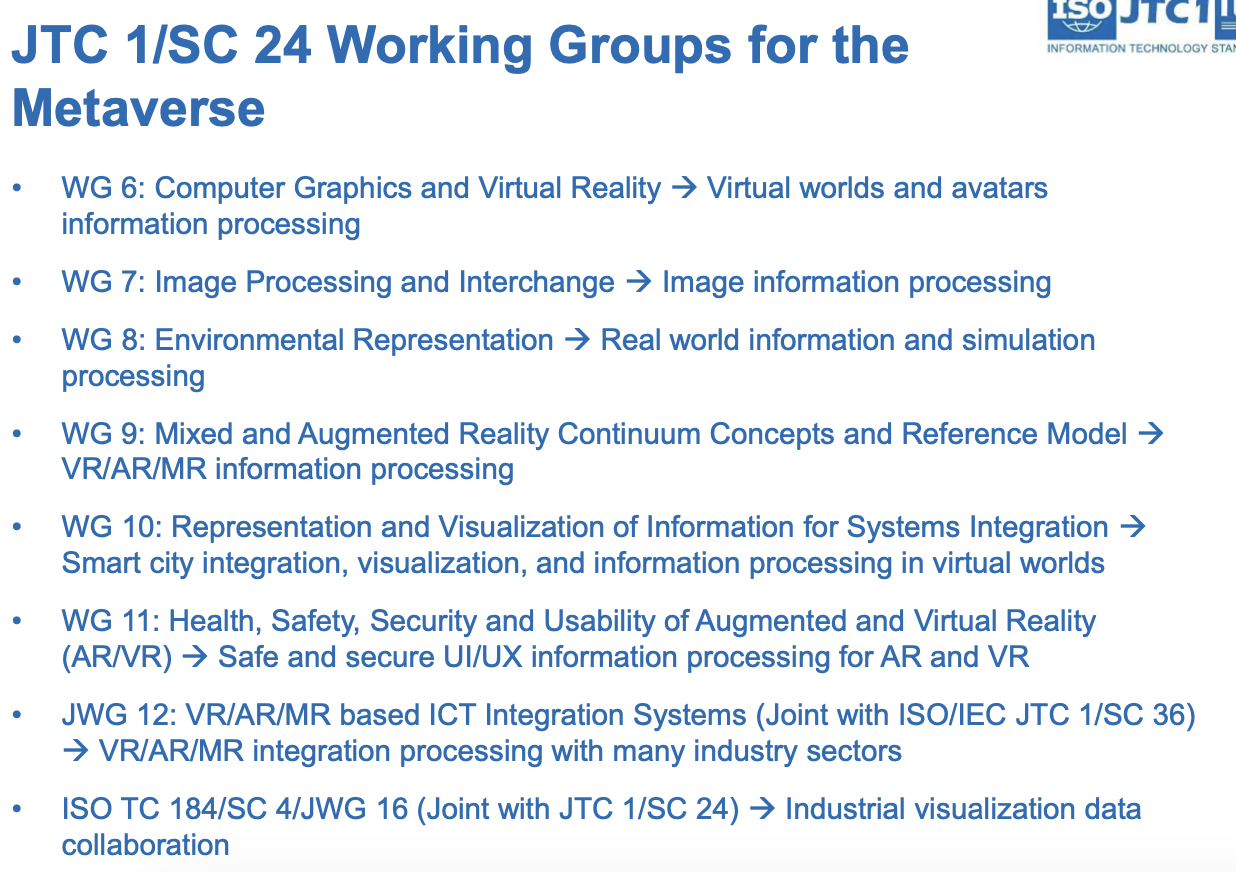 ISO JTC1
INFORMATION TECHNOLOGY STAN
JTC 1/SC 24 Working Groups for the
Metaverse
• WG 6: Computer Graphics and Virtual Reality → Virtual worlds and avatars
information processing
• WG 7: Image Processing and Interchange → Image information processing
• WG 8: Environmental Representation → Real world information and simulation
processing
• WG 9: Mixed and Augmented Reality Continuum Concepts and Reference Model →
VR/AR/MR information processing
• WG 10: Representation and Visualization of Information for Systems Integration →
Smart city integration, visualization, and information processing in virtual worlds
• WG 11: Health, Safety, Security and Usability of Augmented and Virtual Reality
(AR/VR) → Safe and secure UI/UX information processing for AR and VR
• JWG 12: VR/AR/MR based ICT Integration Systems (Joint with ISO/IEC JTC 1/SC 36)
→ VR/AR/MR integration processing with many industry sectors
• ISO TC 184/SC 4/JWG 16 (Joint with JTC 1/SC 24) → Industrial visualization data
collaboration